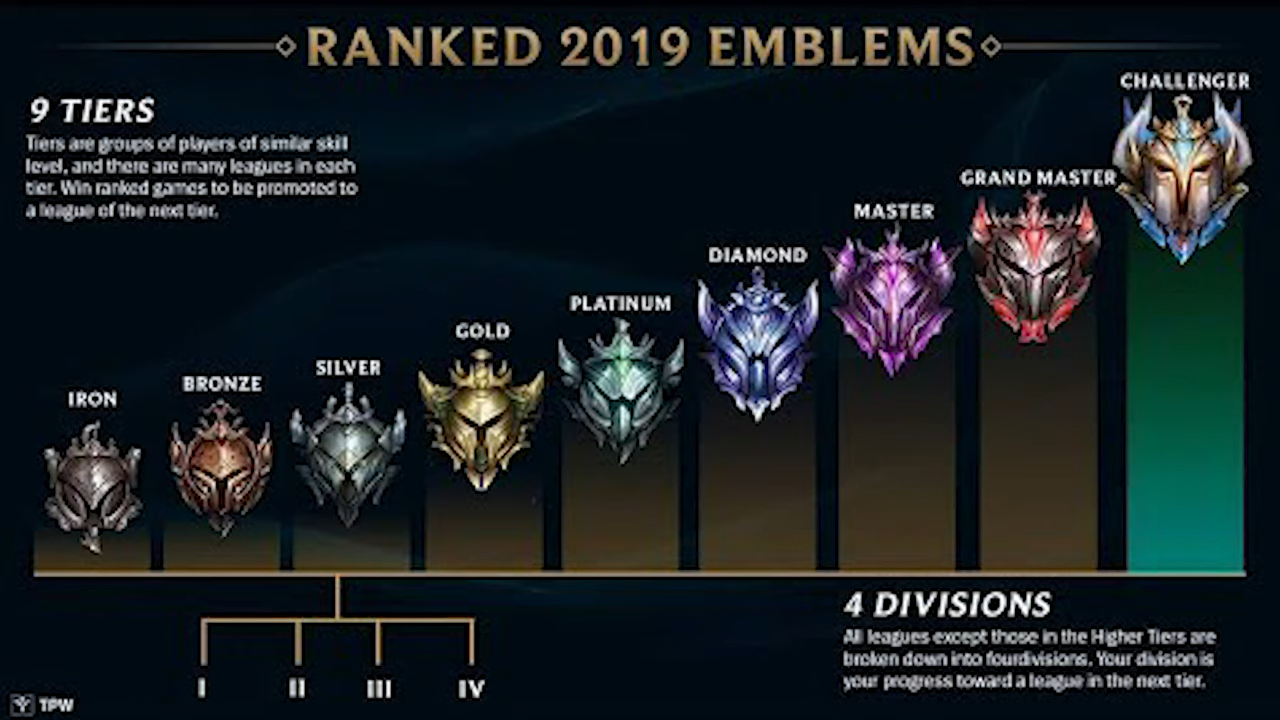 RANKED 2019 EMBLEMS
9 TIERS
Tiers are groups of players of similar skill
level, and there are many leagues in each
tier. Win ranked games to be promoted to
a league of the next tier.
CHALLENGER
GRAND MASTER
MASTER
DIAMOND
PLATINUM
GOLD
SILVER
BRONZE
IRON
4 DIVISIONS
All leagues except those in the Higher Tiers are
broken down into fourdivisions. Your division is
your progress toward a league in the next tier.
I II III IV
TPW